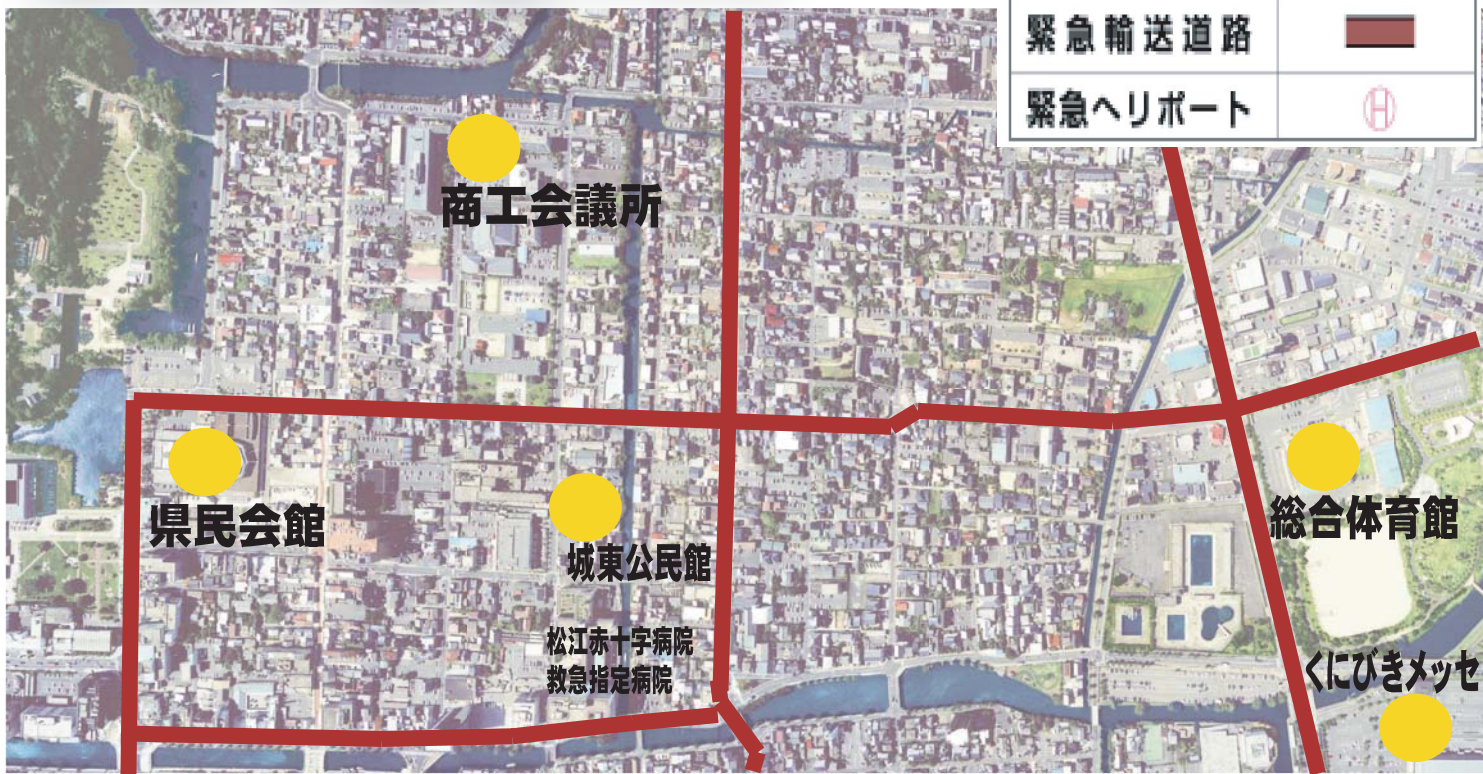 緊急輸送道路
緊急ヘリポート
H
商工会議所
県民会館
城東公民館
総合体育館
松江赤十字病院
救急指定病院
くにびきメッセ